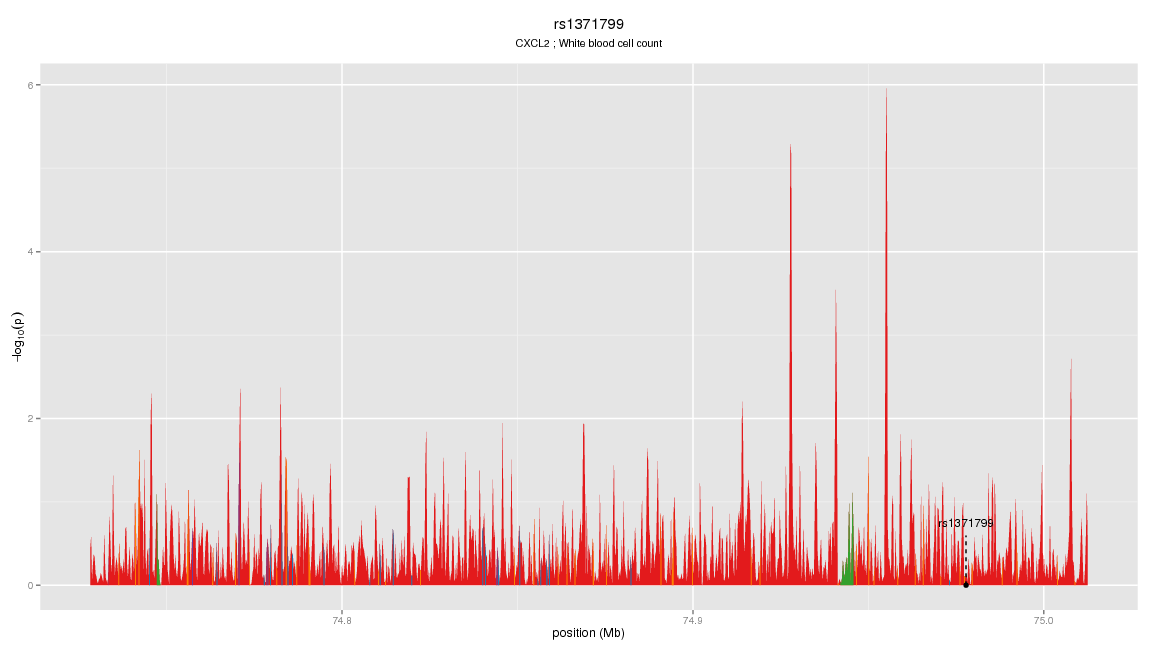 rs1371799
CXCL2 ; White blood cell count
−log10(p)
6
4
2
0
rs1371799
74.8
74.9
75.0
position (Mb)